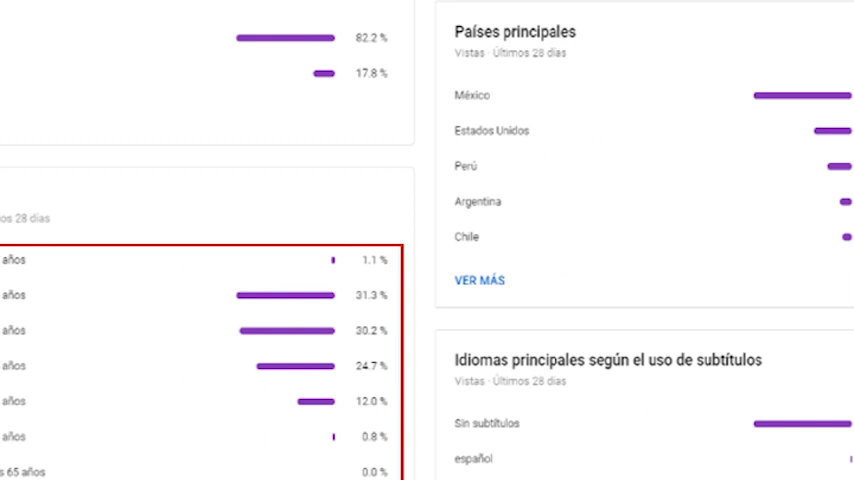 82.2 %
17.8 %
os 28 días
años 1.1 %
años 31.3 %
años 30.2 %
años 24.7 %
años 12.0 %
años 0.8 %
s 65 años 0.0 %
Países principales
Vistas · Últimos 28 días
México
Estados Unidos
Perú
Argentina
Chile
VER MÁS
Idiomas principales según el uso de subtítulos
Vistas · Últimos 28 días
Sin subtítulos
español